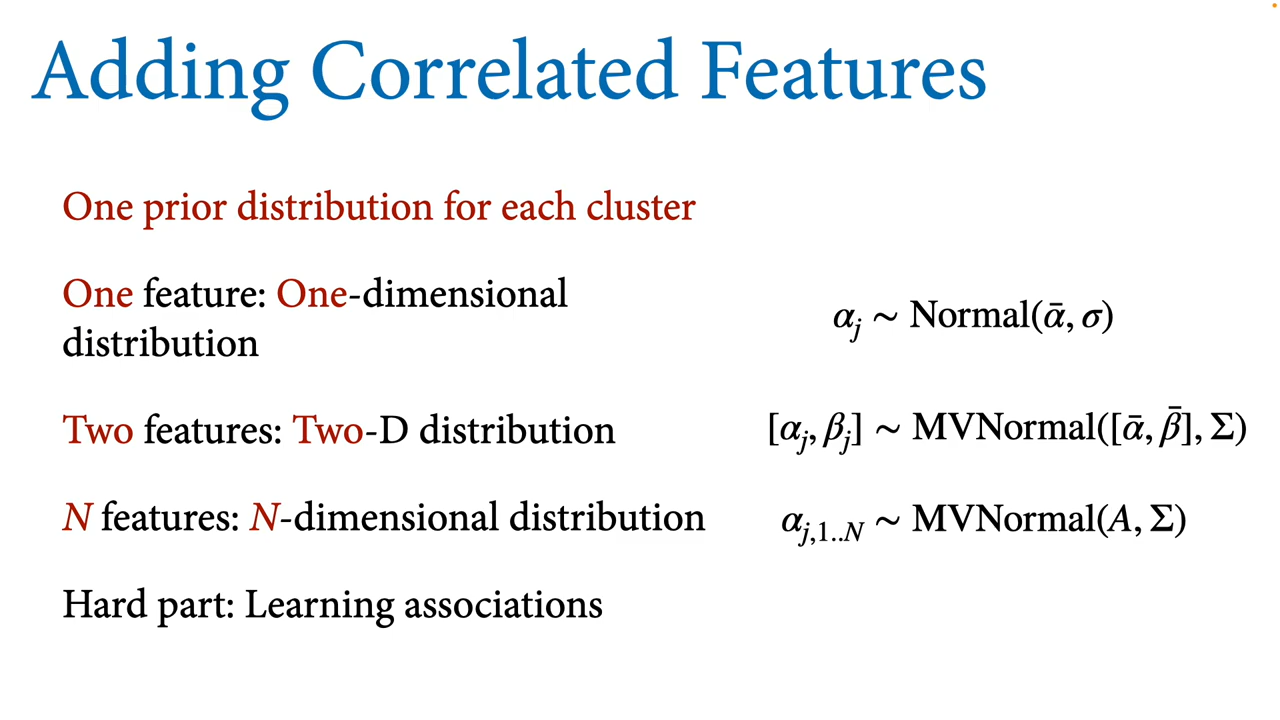 Adding Correlated Features
One prior distribution for each cluster
One feature: One-dimensional
distribution
αⱼ ∼ Normal(ᾱ, σ)
Two features: Two-D distribution
[αⱼ, βⱼ] ∼ MVNormal([ᾱ, β̄], Σ)
N features: N-dimensional distribution
α_{j,1..N} ∼ MVNormal(A, Σ)
Hard part: Learning associations